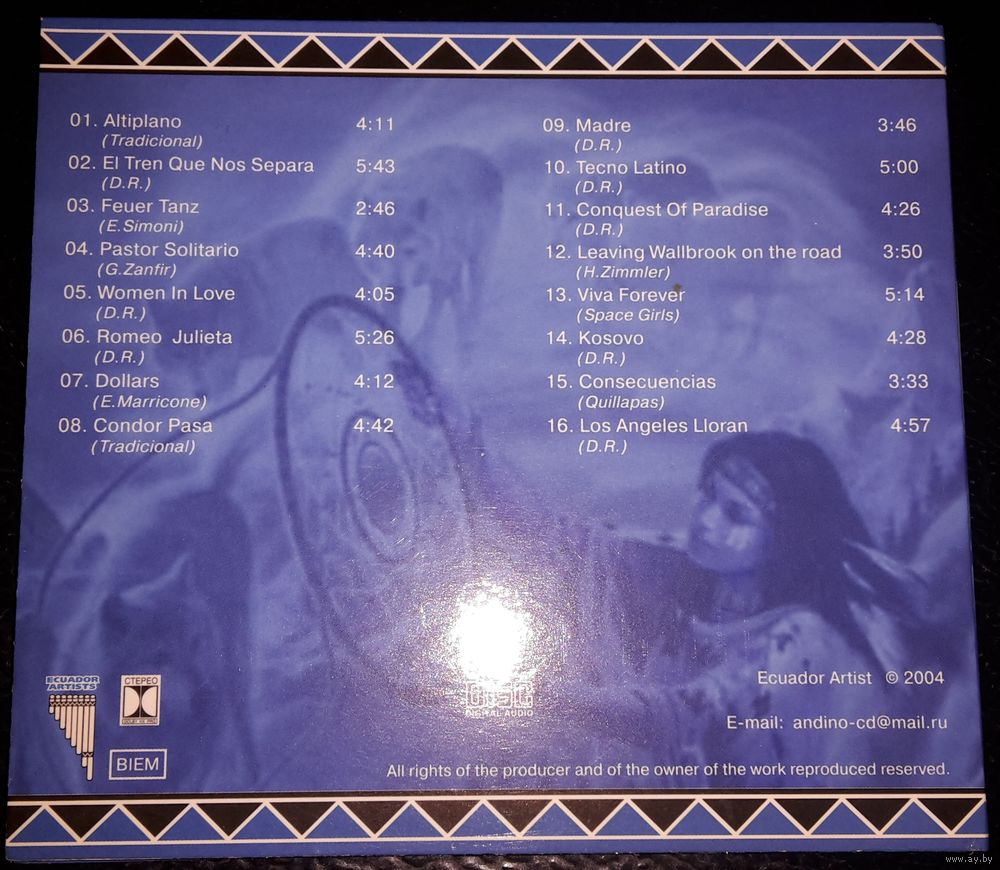 01. Altiplano 4:11
(Tradicional)
02. El Tren Que Nos Separa 5:43
(D.R.)
03. Feuer Tanz 2:46
(E.Simoni)
04. Pastor Solitario 4:40
(G.Zanfir)
05. Women In Love 4:05
(D.R.)
06. Romeo Julieta 5:26
(D.R.)
07. Dollars 4:12
(E.Marricone)
08. Condor Pasa 4:42
(Tradicional)
09. Madre 3:46
(D.R.)
10. Tecno Latino 5:00
(D.R.)
11. Conquest Of Paradise 4:26
(D.R.)
12. Leaving Wallbrook on the road 3:50
(H.Zimmler)
13. Viva Forever 5:14
(Space Girls)
14. Kosovo 4:28
(D.R.)
15. Consecuencias 3:33
(Quillapas)
16. Los Angeles Lloran 4:57
(D.R.)
ECUADOR
ARTISTS
СТЕРЕО
BIEM
disc
DIGITAL AUDIO
Ecuador Artist © 2004
E-mail: andino-cd@mail.ru
All rights of the producer and of the owner of the work reproduced reserved.
www.ay.by